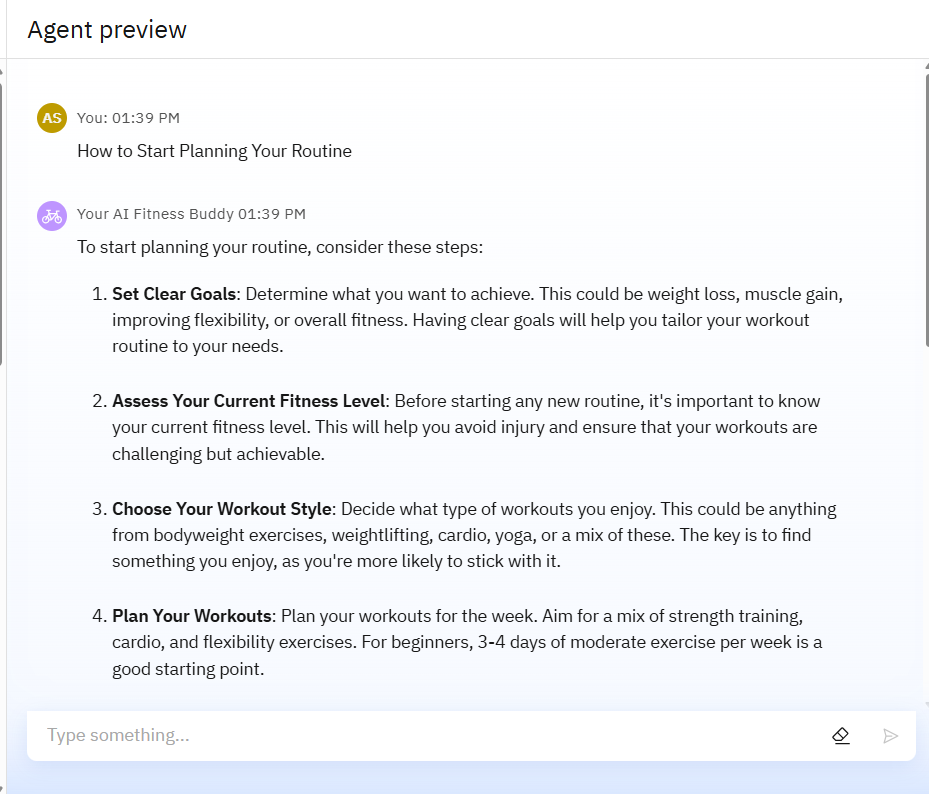 Agent preview
AS
You: 01:39 PM
How to Start Planning Your Routine
Your AI Fitness Buddy 01:39 PM
To start planning your routine, consider these steps:
1. Set Clear Goals: Determine what you want to achieve. This could be weight loss, muscle gain,
improving flexibility, or overall fitness. Having clear goals will help you tailor your workout
routine to your needs.
2. Assess Your Current Fitness Level: Before starting any new routine, it's important to know
your current fitness level. This will help you avoid injury and ensure that your workouts are
challenging but achievable.
3. Choose Your Workout Style: Decide what type of workouts you enjoy. This could be anything
from bodyweight exercises, weightlifting, cardio, yoga, or a mix of these. The key is to find
something you enjoy, as you're more likely to stick with it.
4. Plan Your Workouts: Plan your workouts for the week. Aim for a mix of strength training,
cardio, and flexibility exercises. For beginners, 3-4 days of moderate exercise per week is a
good starting point.
Type something...